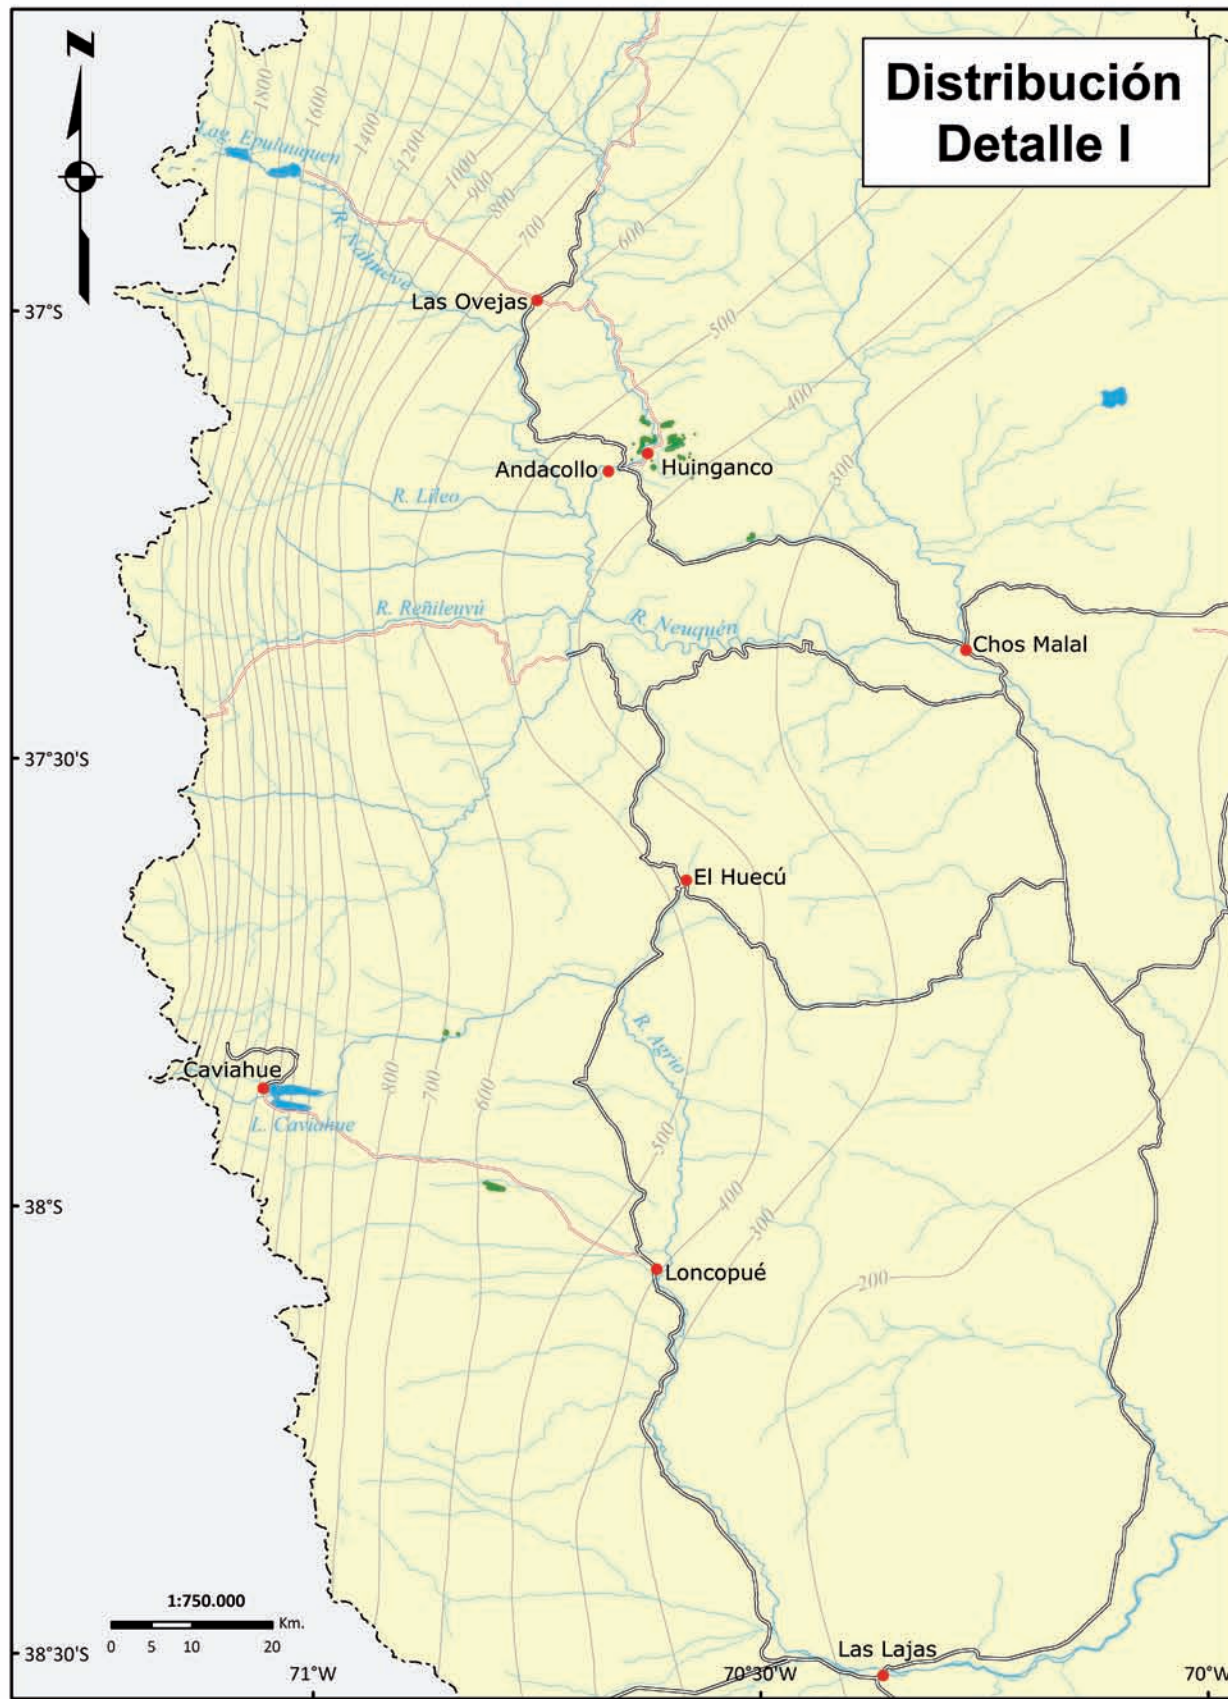 Distribución
Detalle I
N
1800
1600
1400
1200
1000
900
800
700
600
500
400
300
Lag. Epulauquen
R. Nahueve
37°S
Las Ovejas
Andacollo
Huinganco
R. Lileo
R. Reñileuvú
R. Neuquén
Chos Malal
37°30'S
El Huecú
R. Agrio
Caviahue
L. Caviahue
800
700
600
500
400
300
200
38°S
Loncopué
1:750.000
Km.
0 5 10 20
38°30'S
Las Lajas
71°W
70°30'W
70°W